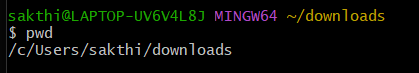 sakthi@LAPTOP-UV6V4L8J MINGW64 ~/downloads
$ pwd
/c/Users/sakthi/downloads